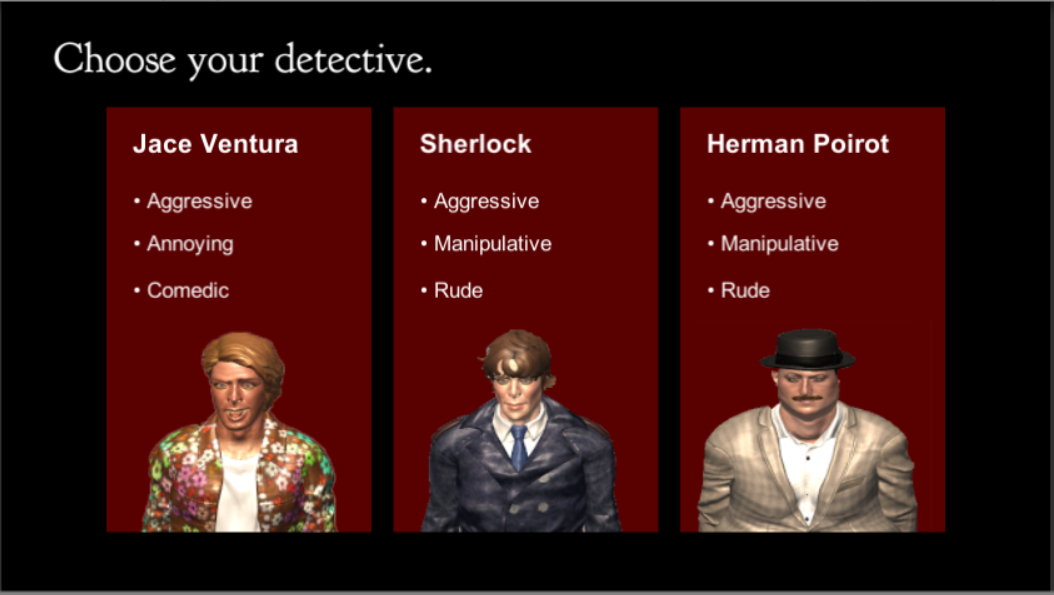 Choose your detective.
Jace Ventura
• Aggressive
• Annoying
• Comedic
Sherlock
• Aggressive
• Manipulative
• Rude
Herman Poirot
• Aggressive
• Manipulative
• Rude